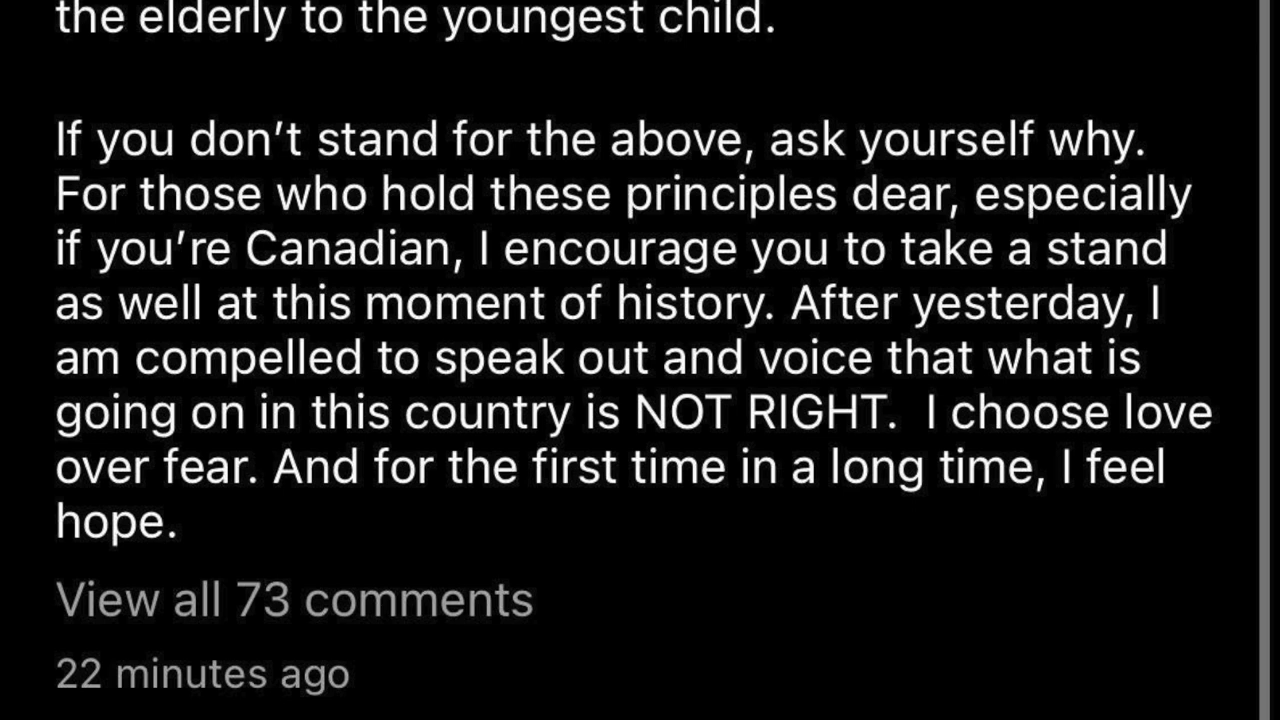 the elderly to the youngest child.
If you don’t stand for the above, ask yourself why.
For those who hold these principles dear, especially
if you’re Canadian, I encourage you to take a stand
as well at this moment of history. After yesterday, I
am compelled to speak out and voice that what is
going on in this country is NOT RIGHT.  I choose love
over fear. And for the first time in a long time, I feel
hope.
View all 73 comments
22 minutes ago